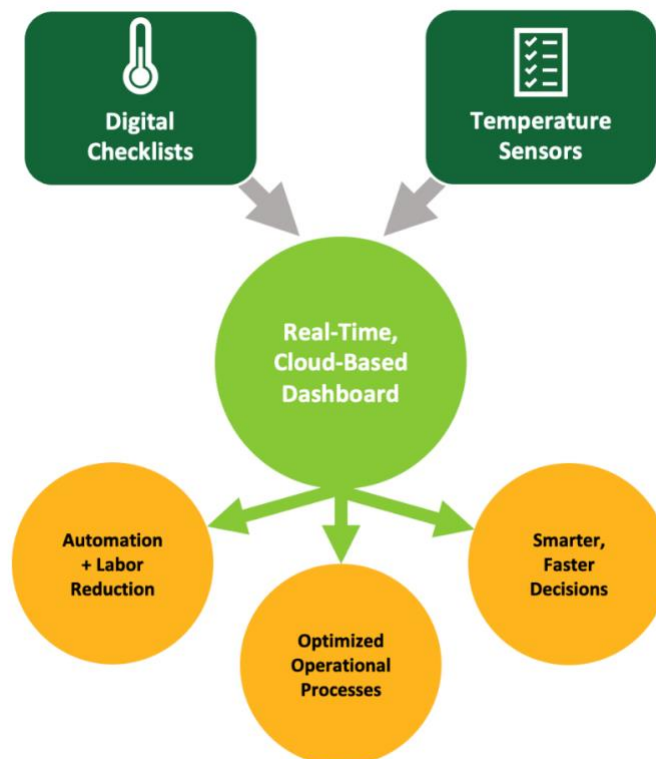 Digital
Checklists
Temperature
Sensors
Real-Time,
Cloud-Based
Dashboard
Automation
+ Labor
Reduction
Optimized
Operational
Processes
Smarter,
Faster
Decisions